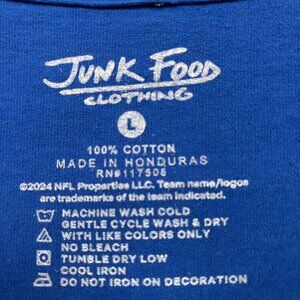 JUNK FOOD
CLOTHING
L
100% COTTON
MADE IN HONDURAS
RN#117508
©2024 NFL Properties LLC. Team name/logos
are trademarks of the team indicated.
MACHINE WASH COLD
GENTLE CYCLE WASH & DRY
WITH LIKE COLORS ONLY
NO BLEACH
TUMBLE DRY LOW
COOL IRON
DO NOT IRON ON DECORATION